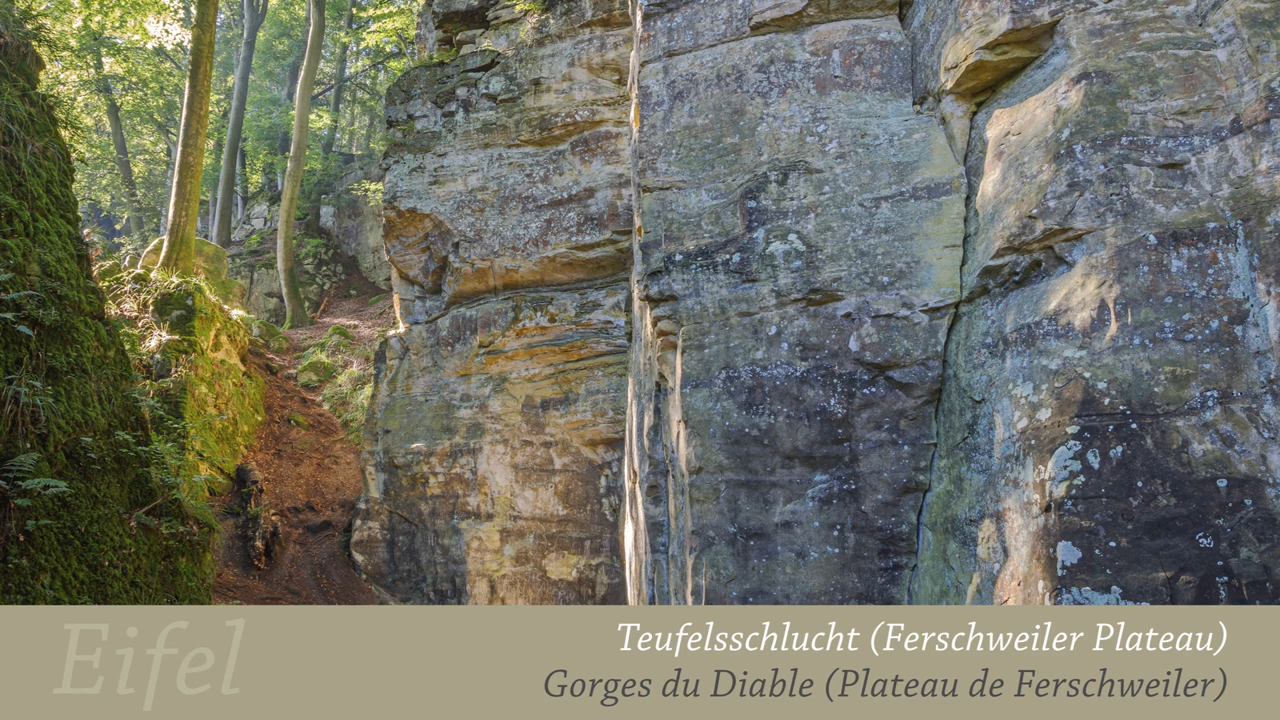 Eifel
Teufelsschlucht (Ferschweiler Plateau)
Gorges du Diable (Plateau de Ferschweiler)